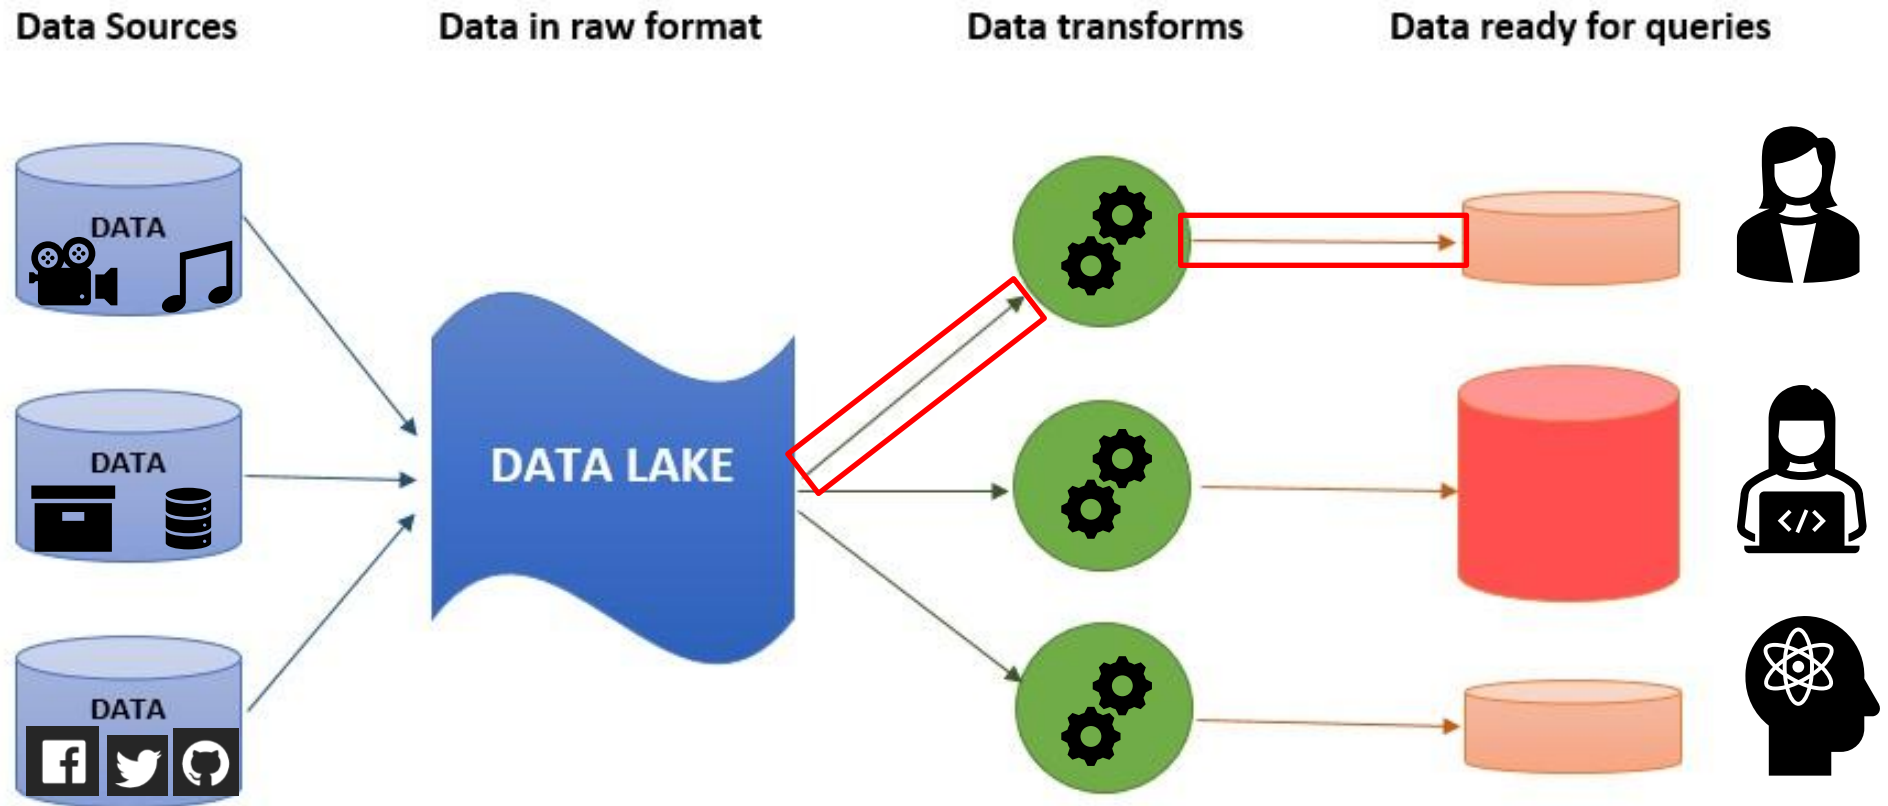 Data Sources
Data in raw format
Data transforms
Data ready for queries
DATA
DATA
DATA
DATA LAKE
</>